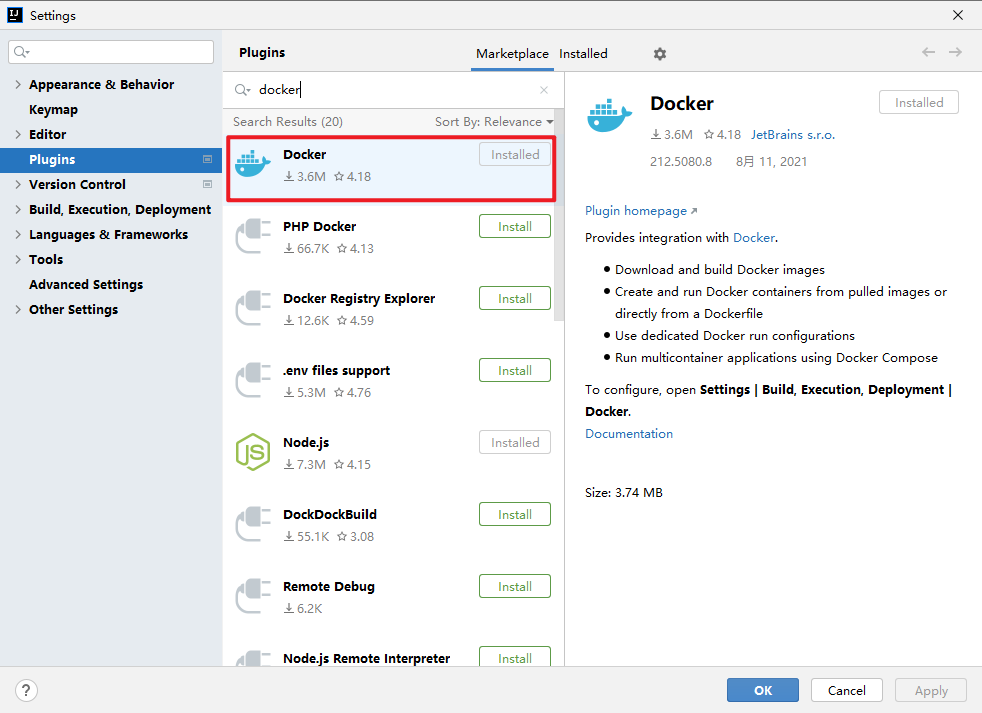 Settings
Appearance & Behavior
Keymap
Editor
Plugins
Version Control
Build, Execution, Deployment
Languages & Frameworks
Tools
Advanced Settings
Other Settings
Plugins
Marketplace
Installed
docker
Search Results (20)
Sort By: Relevance
Docker
Installed
3.6M
4.18
PHP Docker
Install
66.7K
4.13
Docker Registry Explorer
Install
12.6K
4.59
.env files support
Install
5.3M
4.76
JS
Node.js
Installed
7.3M
4.15
DockDockBuild
Install
55.1K
3.08
Remote Debug
Install
6.2K
Node.js Remote Interpreter
Install
Docker
Installed
3.6M
4.18
JetBrains s.r.o.
212.5080.8
8月 11, 2021
Plugin homepage
Provides integration with Docker.
Download and build Docker images
Create and run Docker containers from pulled images or
directly from a Dockerfile
Use dedicated Docker run configurations
Run multicontainer applications using Docker Compose
To configure, open Settings | Build, Execution, Deployment |
Docker.
Documentation
Size: 3.74 MB
?
OK
Cancel
Apply